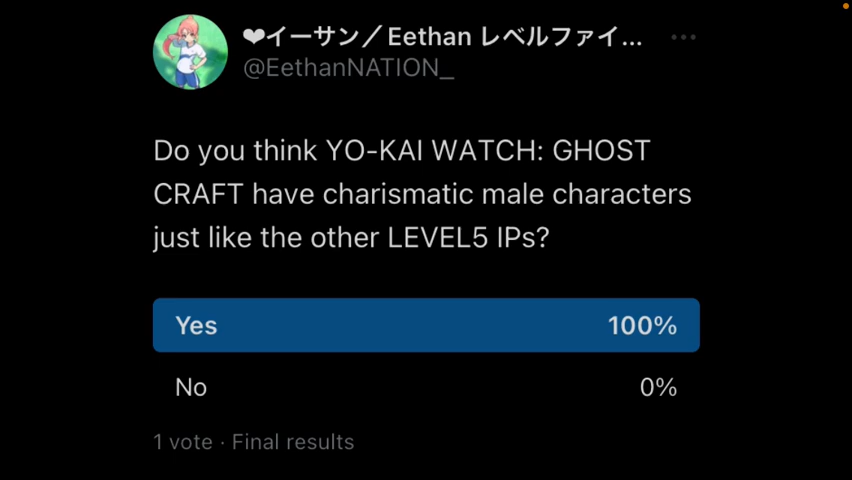 ❤イーサン／Eethan レベルファイ...
@EethanNATION_
Do you think YO-KAI WATCH: GHOST
CRAFT have charismatic male characters
just like the other LEVEL5 IPs?
Yes 100%
No 0%
1 vote · Final results